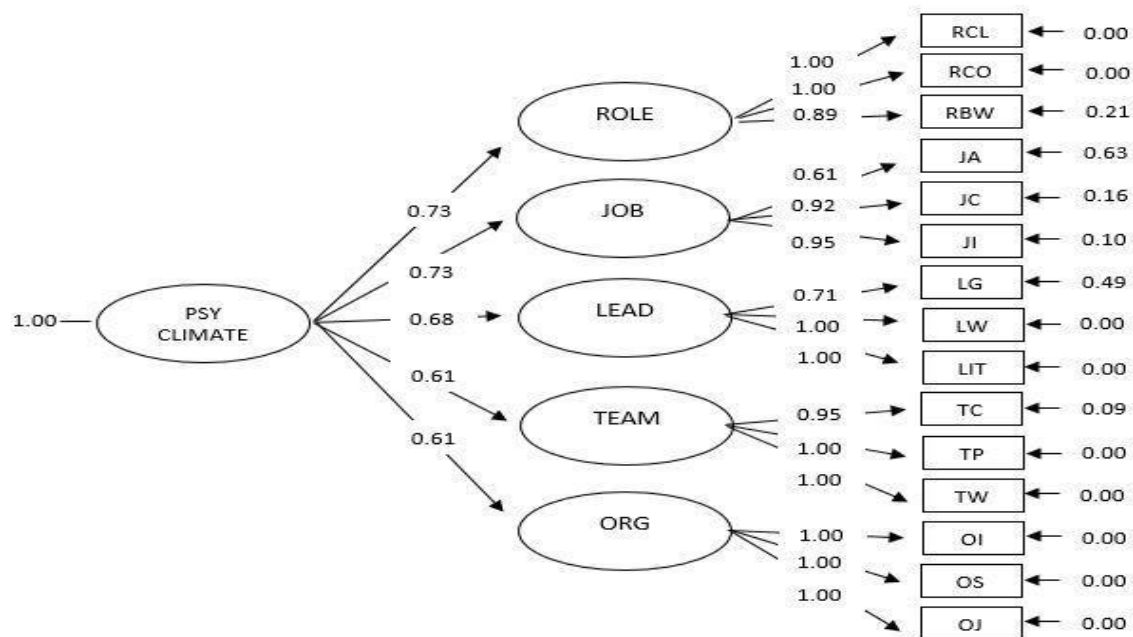 RCL
0.00
1.00
RCO
0.00
1.00
ROLE
0.89
RBW
0.21
0.61
JA
0.63
0.73
JOB
0.92
JC
0.16
0.95
JI
0.10
0.73
LG
0.49
0.71
1.00
PSY
CLIMATE
0.68
LEAD
1.00
LW
0.00
1.00
LIT
0.00
0.61
TEAM
0.95
TC
0.09
0.61
1.00
TP
0.00
1.00
TW
0.00
ORG
1.00
OI
0.00
1.00
OS
0.00
1.00
OJ
0.00